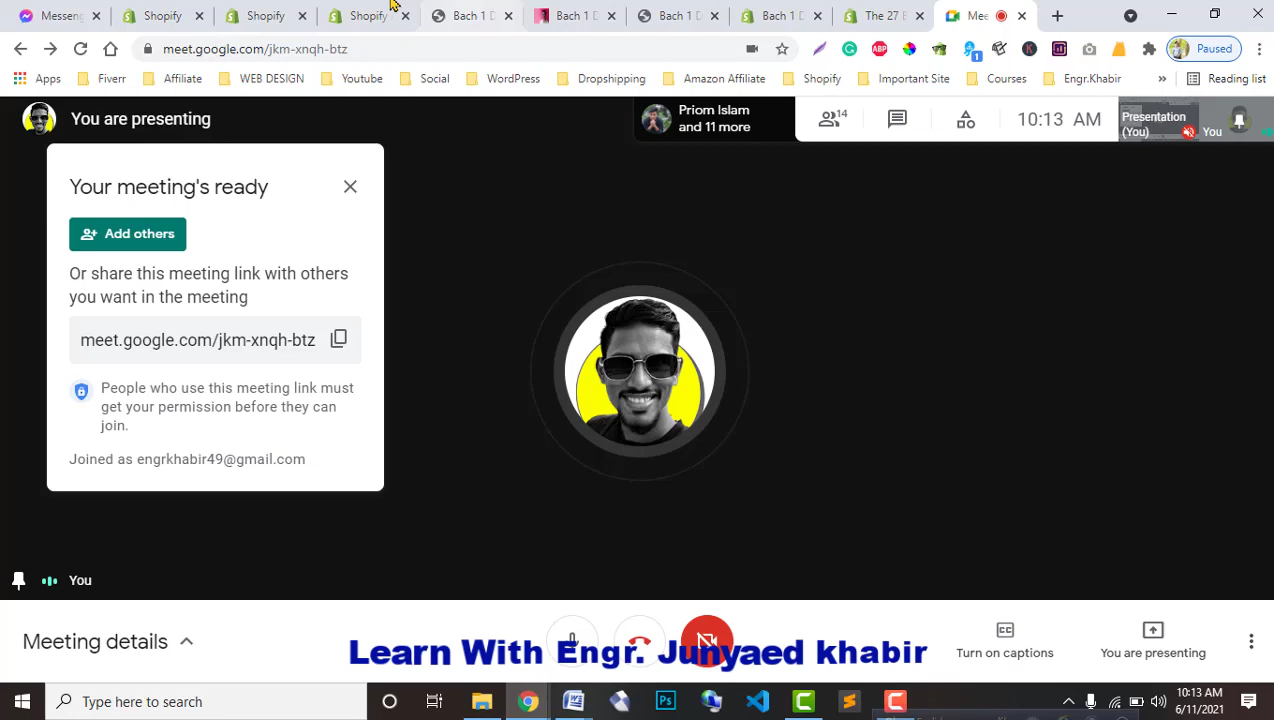 Messeng
Shopify
Shopify
Shopify
Bach 1 D
Bach 1 D
Bach 1 D
Bach 1 D
The 27 B
Mee
meet.google.com/jkm-xnqh-btz
ABP
1
Paused
Apps
Fiverr
Affiliate
WEB DESIGN
Youtube
Social
WordPress
Dropshipping
Amazon Affiliate
Shopify
Important Site
Courses
Engr.Khabir
»
Reading list
You are presenting
Priom Islam
and 11 more
14
10:13 AM
Presentation
(You)
You
Your meeting's ready
Add others
Or share this meeting link with others
you want in the meeting
meet.google.com/jkm-xnqh-btz
People who use this meeting link must
get your permission before they can
join.
Joined as engrkhabir49@gmail.com
You
Meeting details
Learn With Engr. Junyaed khabir
CC
Turn on captions
You are presenting
Type here to search
Ps
10:13 AM
6/11/2021